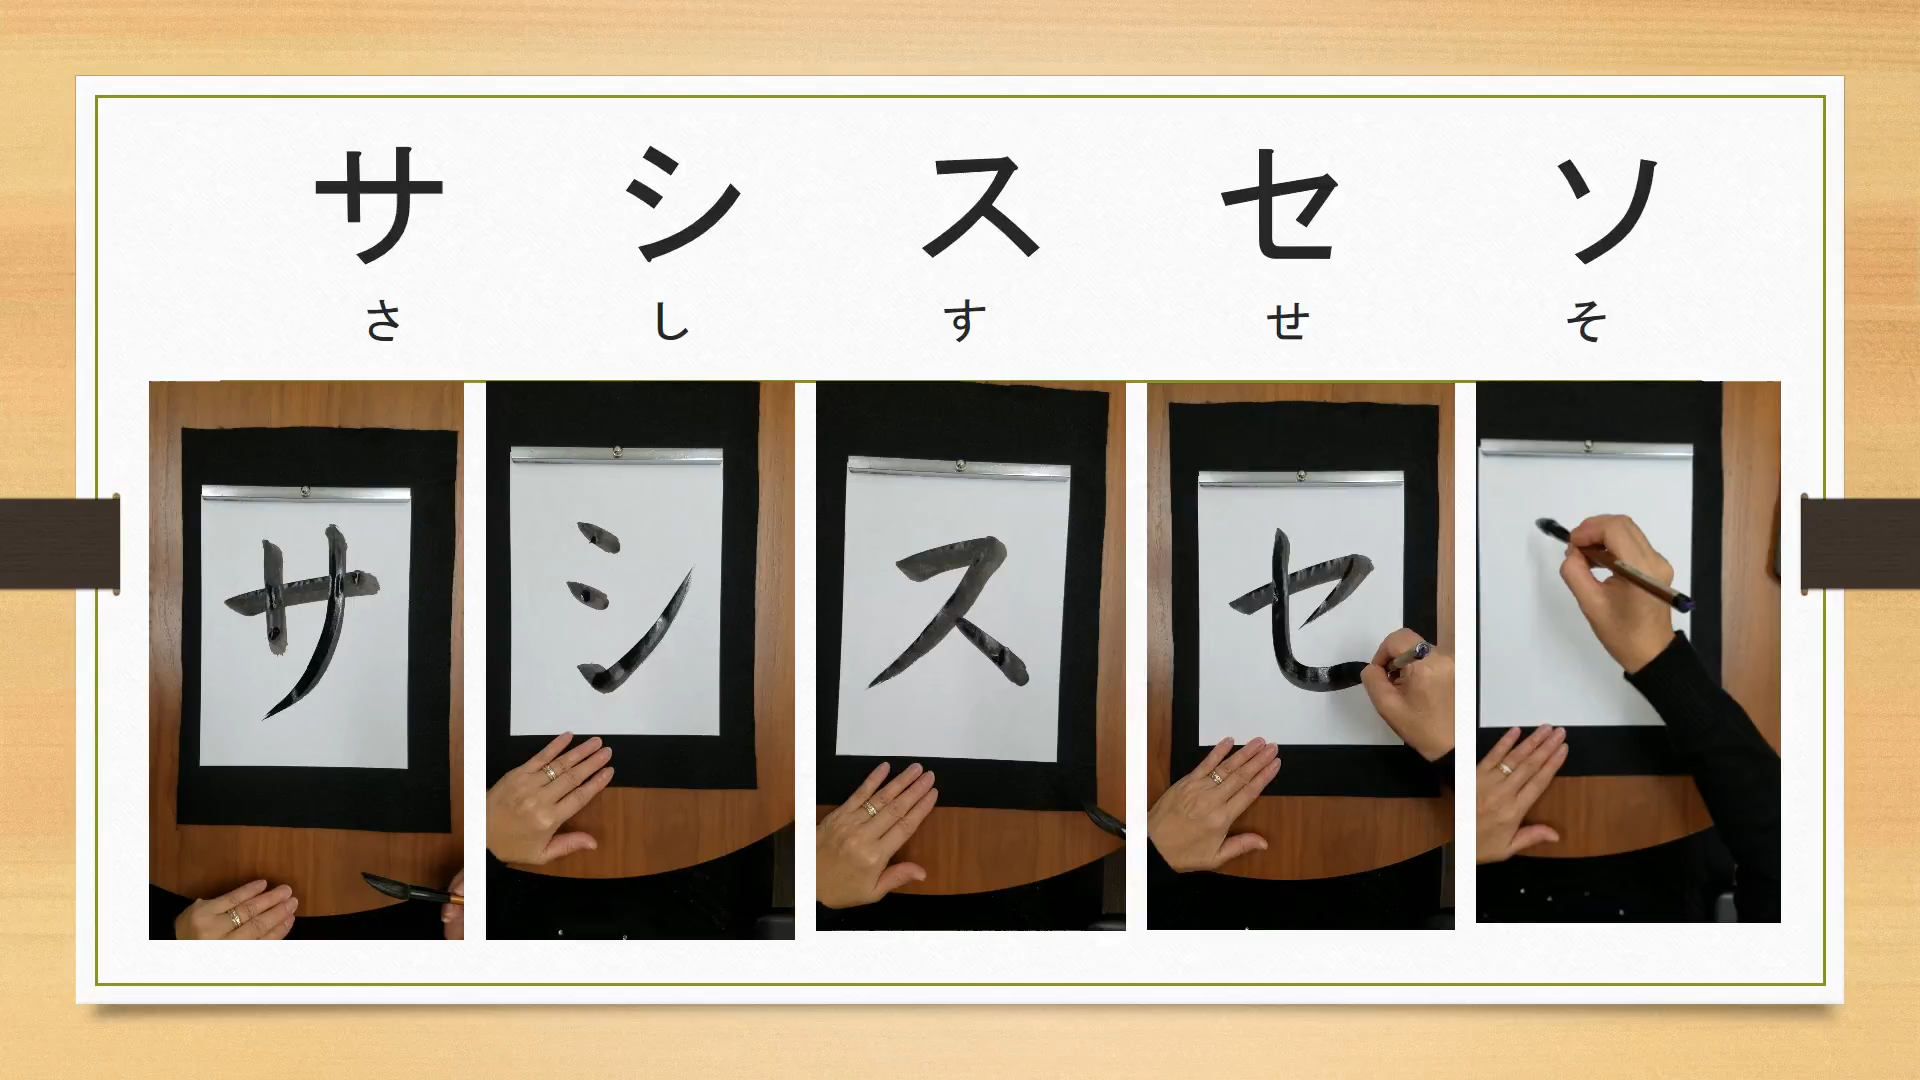 サ シ ス セ ソ
さ し す せ そ
サ シ ス セ